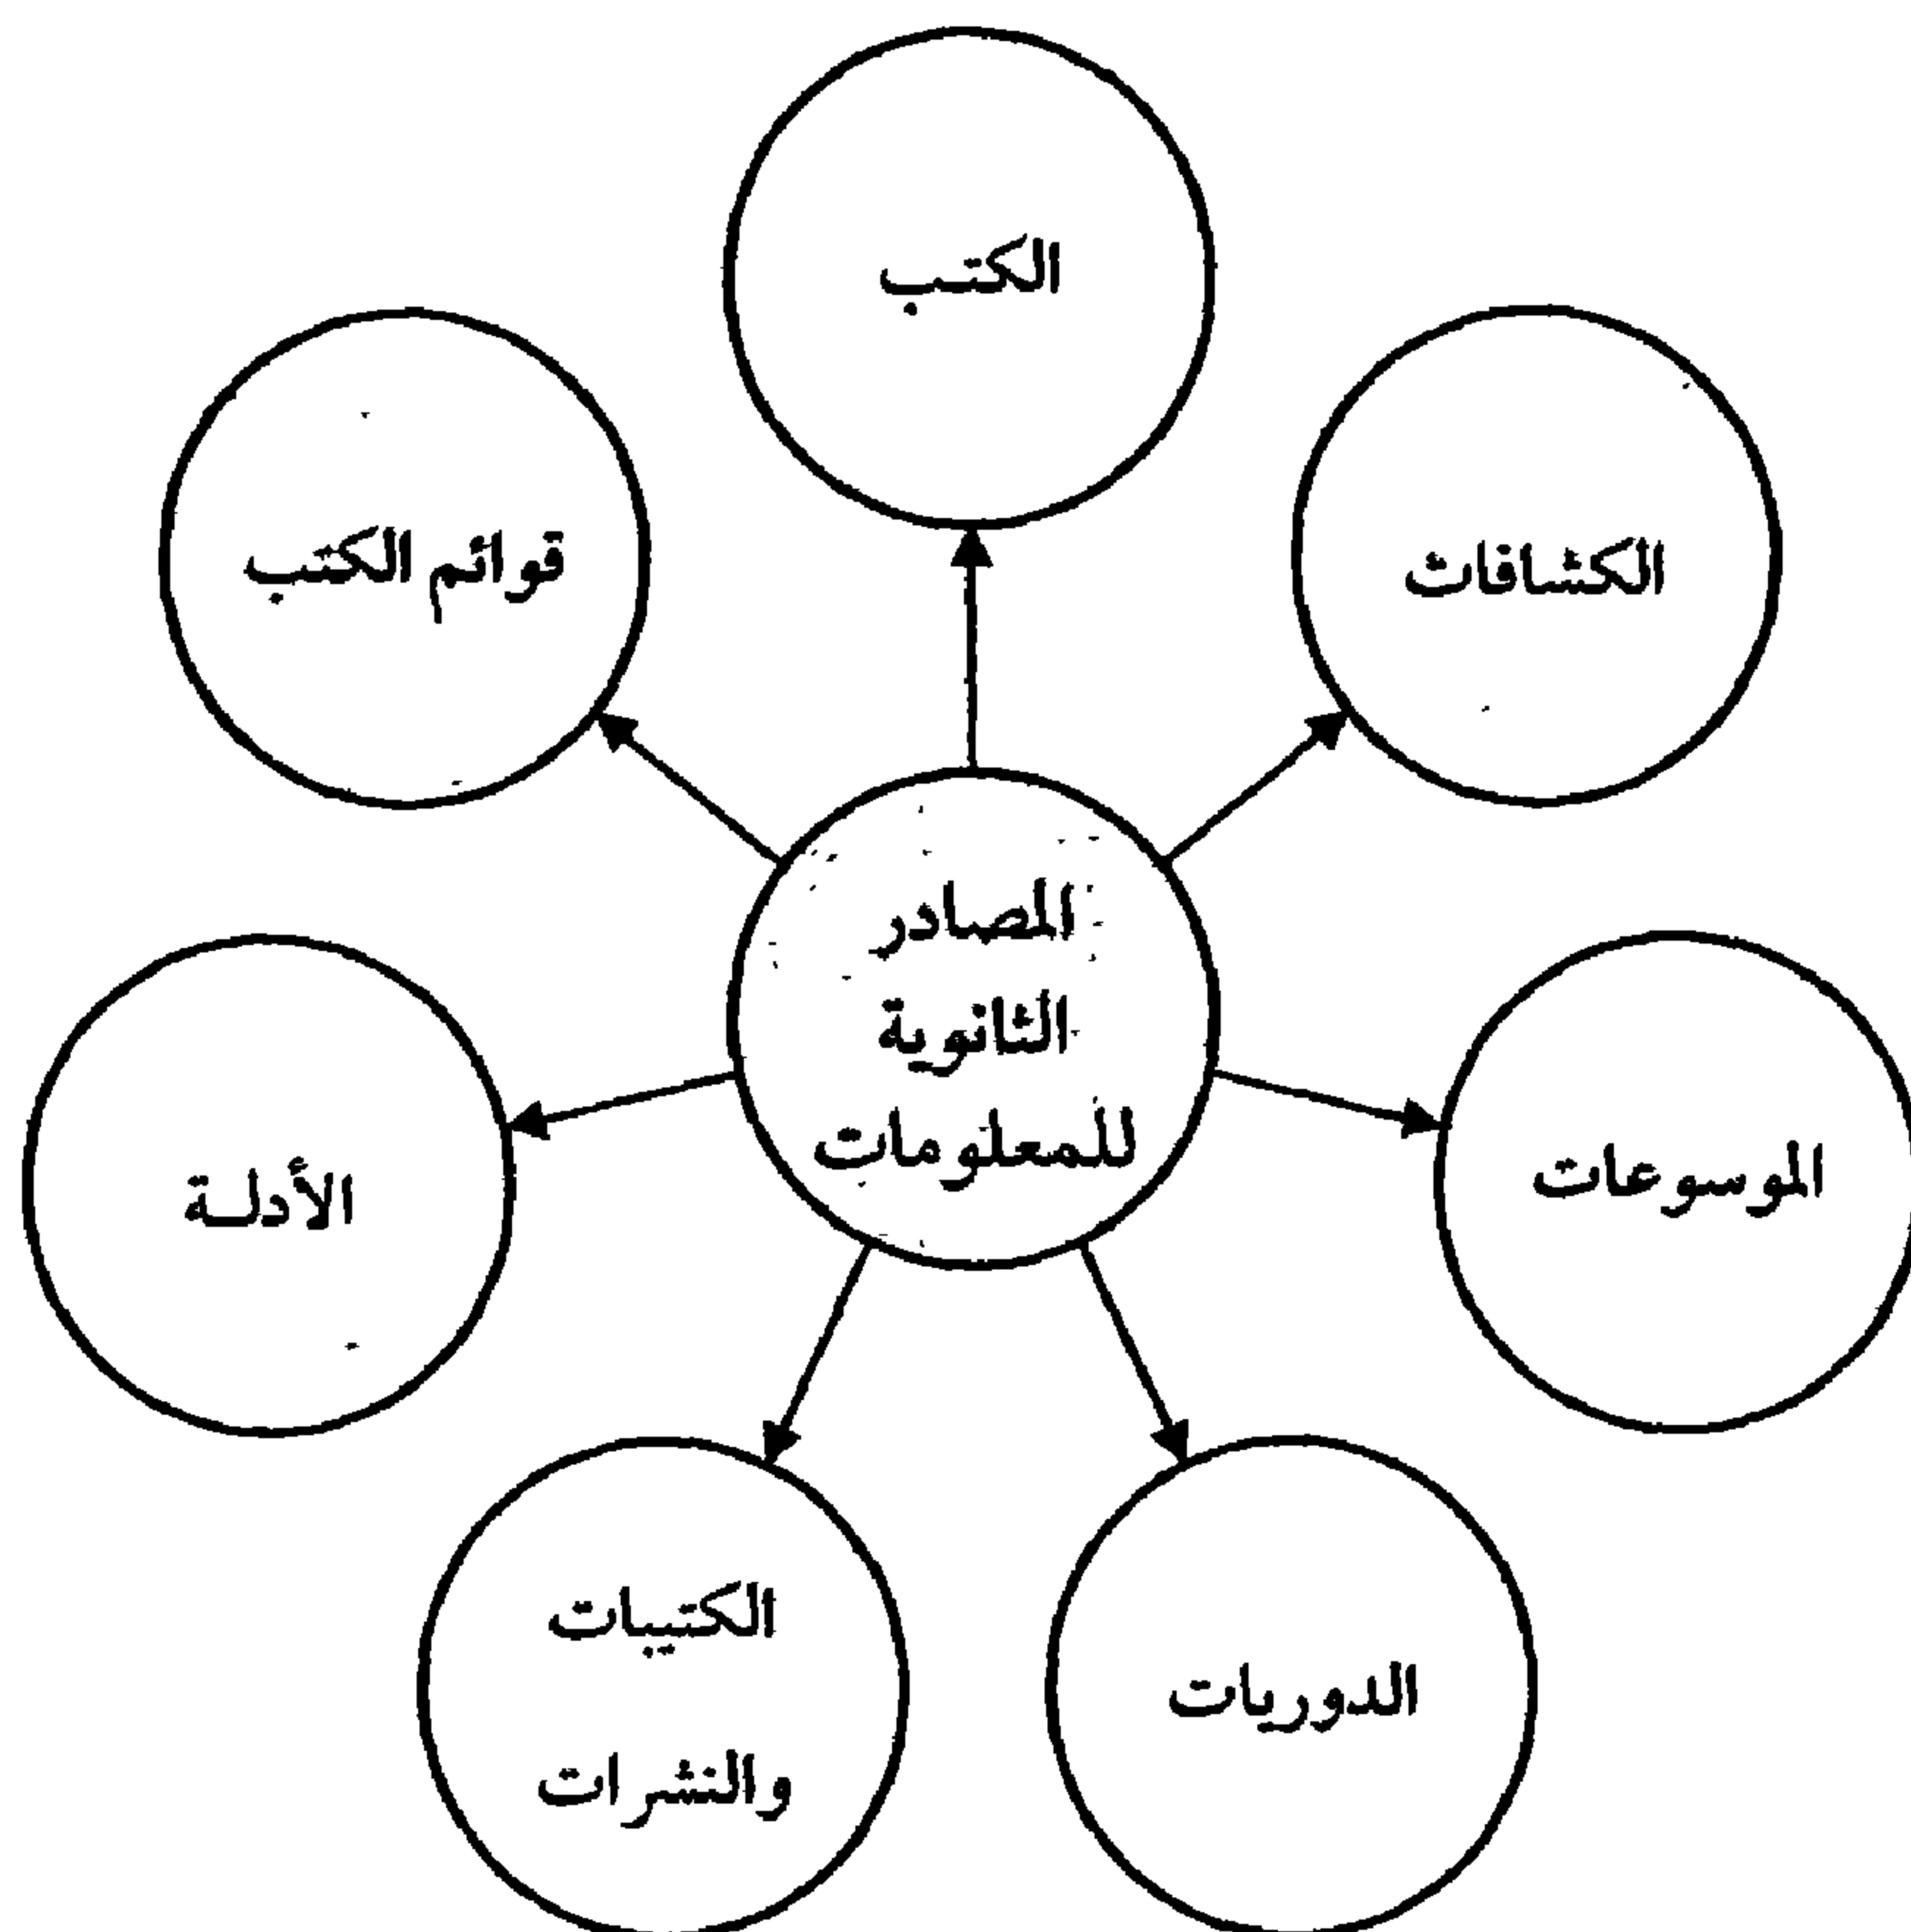 الكتب
قوائم الكتب
الكشافات
المصادر
الثانوية
للمعلومات
الأدلة
الموسوعات
الكتيبات
والنشرات
الدوريات